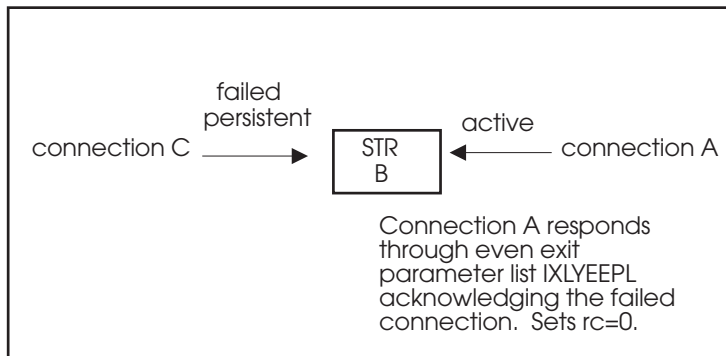 failed
persistent
connection C
STR
B
active
connection A
Connection A responds
through even exit
parameter list IXLYEEPL
acknowledging the failed
connection. Sets rc=0.